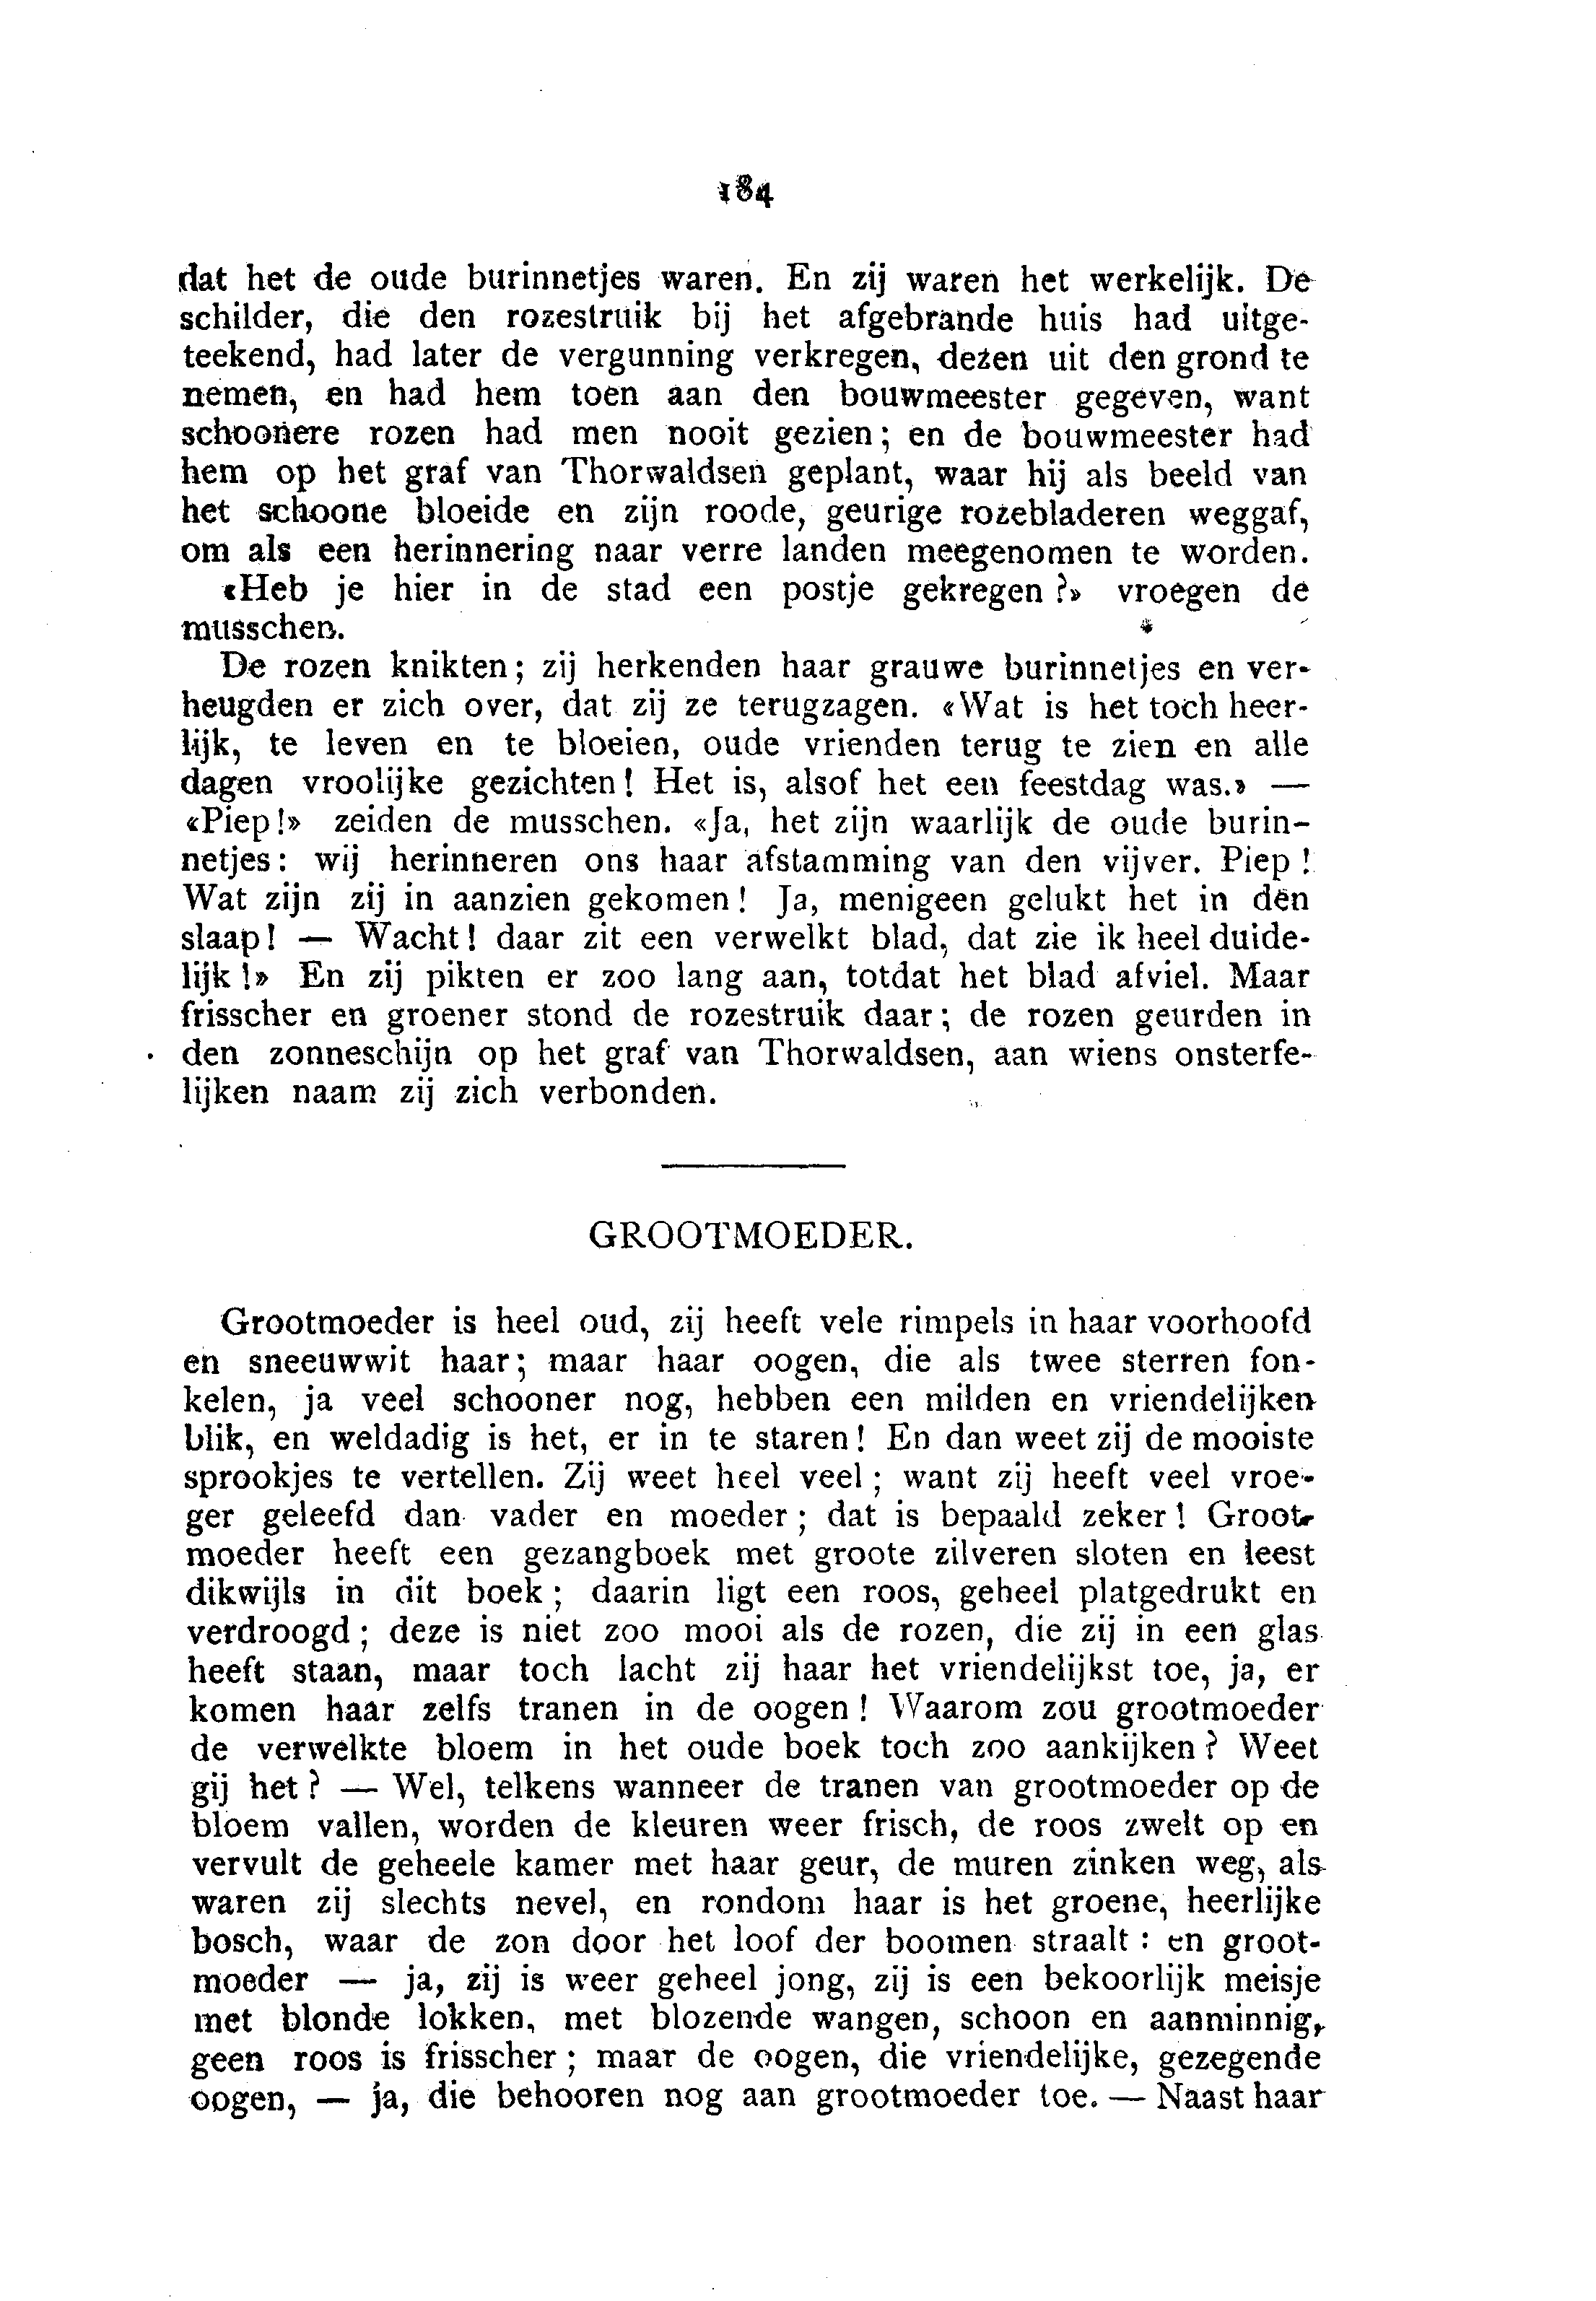 184
dat het de oude burinnetjes waren. En zij waren het werkelijk. De
schilder, die den rozestruik bij het afgebrande huis had uitge-
teekend, had later de vergunning verkregen, dezen uit den grond te
nemen, en had hem toen aan den bouwmeester gegeven, want
schoonere rozen had men nooit gezien; en de bouwmeester had
hem op het graf van Thorwaldsen geplant, waar hij als beeld van
het schoone bloeide en zijn roode, geurige rozebladeren weggaf,
om als een herinnering naar verre landen meegenomen te worden.
«Heb je hier in de stad een postje gekregen?» vroegen de
musschen.
De rozen knikten; zij herkenden haar grauwe burinnetjes en ver-
heugden er zich over, dat zij ze terugzagen. «Wat is het toch heer-
lijk, te leven en te bloeien, oude vrienden terug te zien en alle
dagen vroolijke gezichten! Het is, alsof het een feestdag was.» —
«Piep!» zeiden de musschen. «Ja, het zijn waarlijk de oude burin-
netjes: wij herinneren ons haar afstamming van den vijver. Piep!
Wat zijn zij in aanzien gekomen! Ja, menigeen gelukt het in den
slaap! — Wacht! daar zit een verwelkt blad, dat zie ik heel duide-
lijk!» En zij pikten er zoo lang aan, totdat het blad afviel. Maar
frisscher en groener stond de rozestruik daar; de rozen geurden in
den zonneschijn op het graf van Thorwaldsen, aan wiens onsterfe-
lijken naam zij zich verbonden.
GROOTMOEDER.
Grootmoeder is heel oud, zij heeft vele rimpels in haar voorhoofd
en sneeuwwit haar; maar haar oogen, die als twee sterren fon-
kelen, ja veel schooner nog, hebben een milden en vriendelijken
blik, en weldadig is het, er in te staren! En dan weet zij de mooiste
sprookjes te vertellen. Zij weet heel veel; want zij heeft veel vroe-
ger geleefd dan vader en moeder; dat is bepaald zeker! Groot-
moeder heeft een gezangboek met groote zilveren sloten en leest
dikwijls in dit boek; daarin ligt een roos, geheel platgedrukt en
verdroogd; deze is niet zoo mooi als de rozen, die zij in een glas
heeft staan, maar toch lacht zij haar het vriendelijkst toe, ja, er
komen haar zelfs tranen in de oogen! Waarom zou grootmoeder
de verwelkte bloem in het oude boek toch zoo aankijken? Weet
gij het? — Wel, telkens wanneer de tranen van grootmoeder op de
bloem vallen, worden de kleuren weer frisch, de roos zwelt op en
vervult de geheele kamer met haar geur, de muren zinken weg, als
waren zij slechts nevel, en rondom haar is het groene, heerlijke
bosch, waar de zon door het loof der boomen straalt: en groot-
moeder — ja, zij is weer geheel jong, zij is een bekoorlijk meisje
met blonde lokken, met blozende wangen, schoon en aanminnig,
geen roos is frisscher; maar de oogen, die vriendelijke, gezegende
oogen, — ja, die behooren nog aan grootmoeder toe. — Naast haar